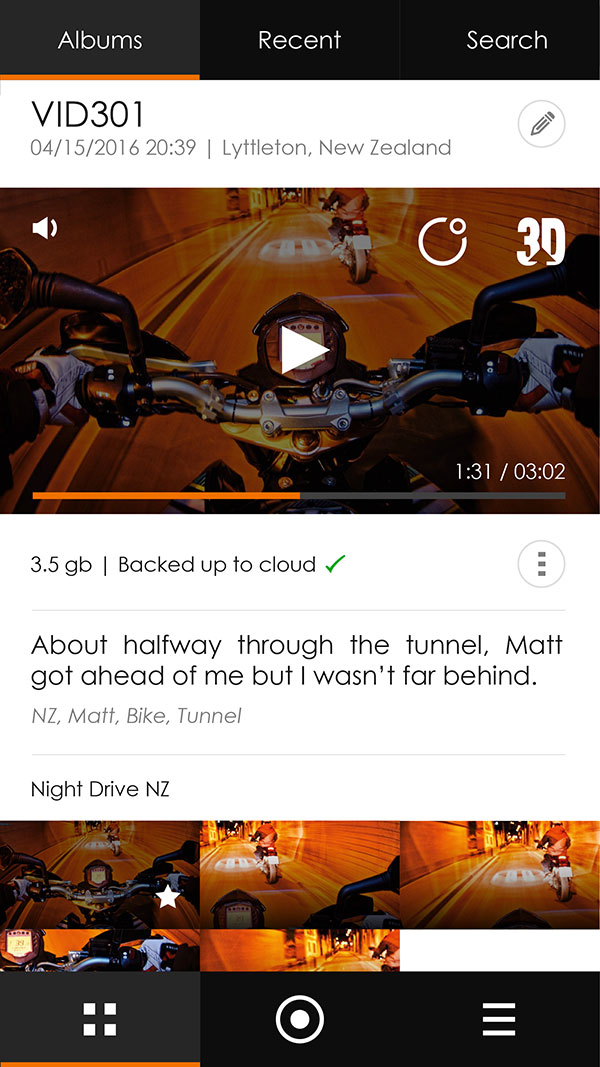 Albums Recent Search
VID301
04/15/2016 20:39 | Lyttleton, New Zealand
3D
1:31 / 03:02
3.5 gb | Backed up to cloud
About halfway through the tunnel, Matt
got ahead of me but I wasn't far behind.
NZ, Matt, Bike, Tunnel
Night Drive NZ